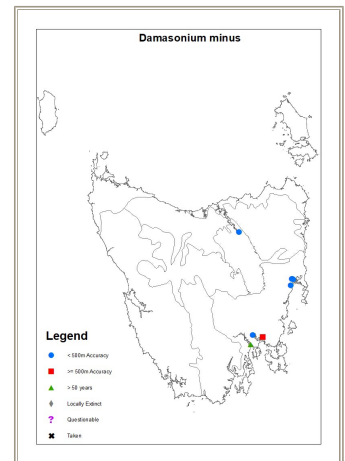 Damasonium minus
Legend
< 500m Accuracy
>= 500m Accuracy
> 50 years
Locally Extinct
Questionable
Taken